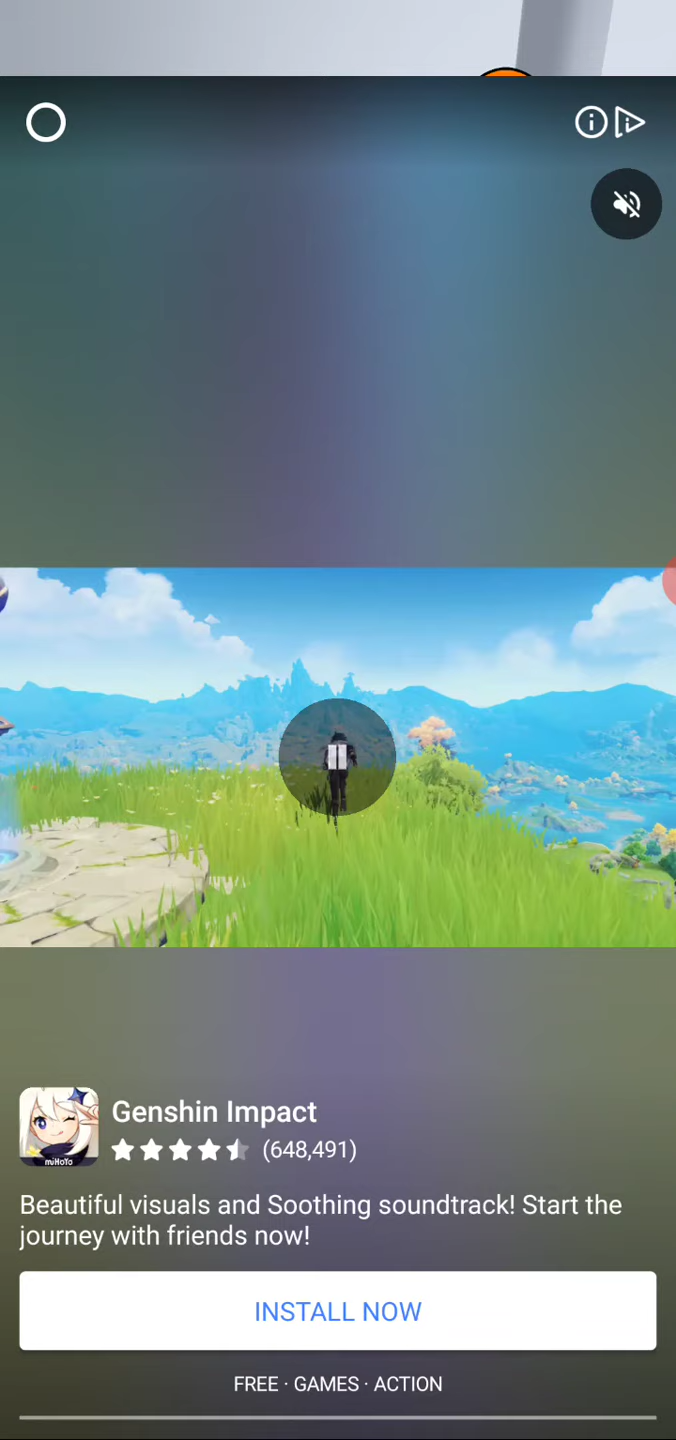 Genshin Impact
(648,491)
miHoYo
Beautiful visuals and Soothing soundtrack! Start the
journey with friends now!
INSTALL NOW
FREE · GAMES · ACTION